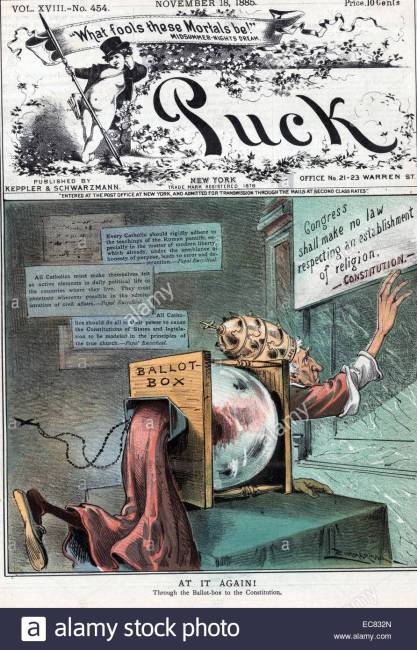 VOL. XVIII.—No. 454.
NOVEMBER 18, 1885.
Price, 10 Cents
"What fools these Mortals be!"
MIDSUMMER-NIGHTS DREAM.
Puck
PUBLISHED BY
KEPPLER & SCHWARZMANN.
NEW YORK
TRADE MARK REGISTERED 1878
OFFICE No. 21-23 WARREN ST.
"ENTERED AT THE POST OFFICE AT NEW YORK, AND ADMITTED FOR TRANSMISSION THROUGH THE MAILS AT SECOND CLASS RATES."
Every Catholic should rigidly adhere to
the teachings of the Roman pontiffs, es-
pecially in the matter of modern liberty,
which already, under the semblance of
honesty of purpose, leads to error and de-
struction.—Papal Encyclical.
All Catholics must make themselves felt
as active elements in daily political life in
the countries where they live. They must
penetrate wherever possible in the admin-
istration of civil affairs.—Papal Encyclical.
All Catho-
lics should do all in their power to cause
the Constitutions of States and legisla-
tion to be modeled in the principles of
the true church.—Papal Encyclical.
Congress
shall make no law
respecting an establishment
of religion.
—CONSTITUTION.—
BALLOT-
BOX
AT IT AGAIN!
Through the Ballot-box to the Constitution.
alamy
a
alamy stock photo
EC832N
www.alamy.com